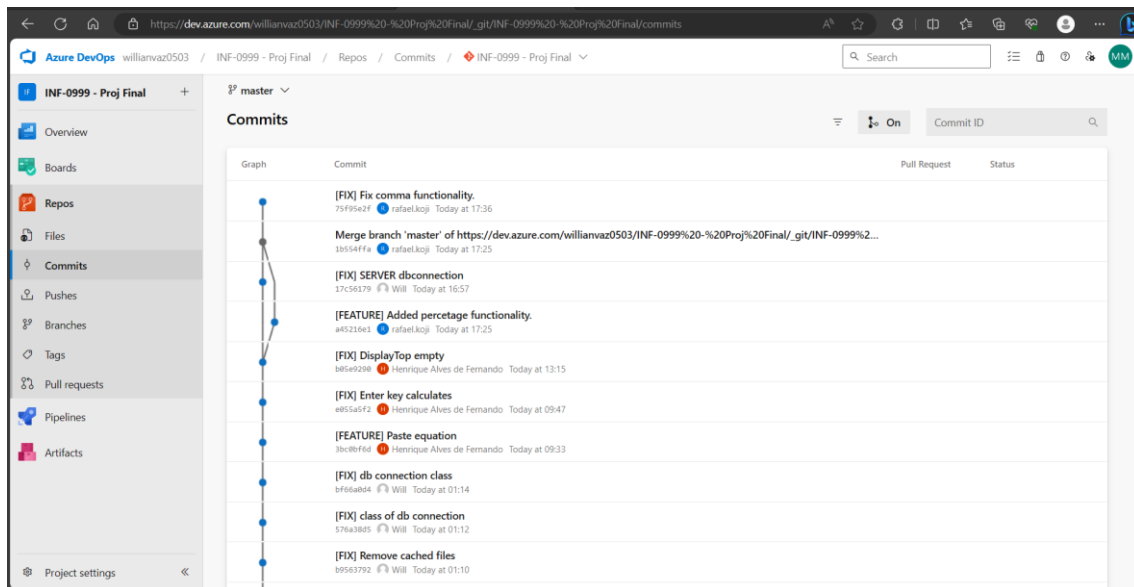 https://dev.azure.com/willianvaz0503/INF-0999%20-%20Proj%20Final/_git/INF-0999%20-%20Proj%20Final/commits
Azure DevOps willianvaz0503 / INF-0999 - Proj Final / Repos / Commits / INF-0999 - Proj Final
Search
MM
IF INF-0999 - Proj Final +
Overview
Boards
Repos
Files
Commits
Pushes
Branches
Tags
Pull requests
Pipelines
Artifacts
Project settings
master
Commits
On
Commit ID
Graph Commit Pull Request Status
[FIX] Fix comma functionality.
75f95e2f R rafael.koji Today at 17:36
Merge branch 'master' of https://dev.azure.com/willianvaz0503/INF-0999%20-%20Proj%20Final/_git/INF-0999%2...
1b554ffa R rafael.koji Today at 17:25
[FIX] SERVER dbconnection
17c56179 Will Today at 16:57
[FEATURE] Added percetage functionality.
a45216e1 R rafael.koji Today at 17:25
[FIX] DisplayTop empty
b05e9290 H Henrique Alves de Fernando Today at 13:15
[FIX] Enter key calculates
e055a5f2 H Henrique Alves de Fernando Today at 09:47
[FEATURE] Paste equation
3bc0bf6d H Henrique Alves de Fernando Today at 09:33
[FIX] db connection class
bf66a0d4 Will Today at 01:14
[FIX] class of db connection
576a38d5 Will Today at 01:12
[FIX] Remove cached files
b9563792 Will Today at 01:10